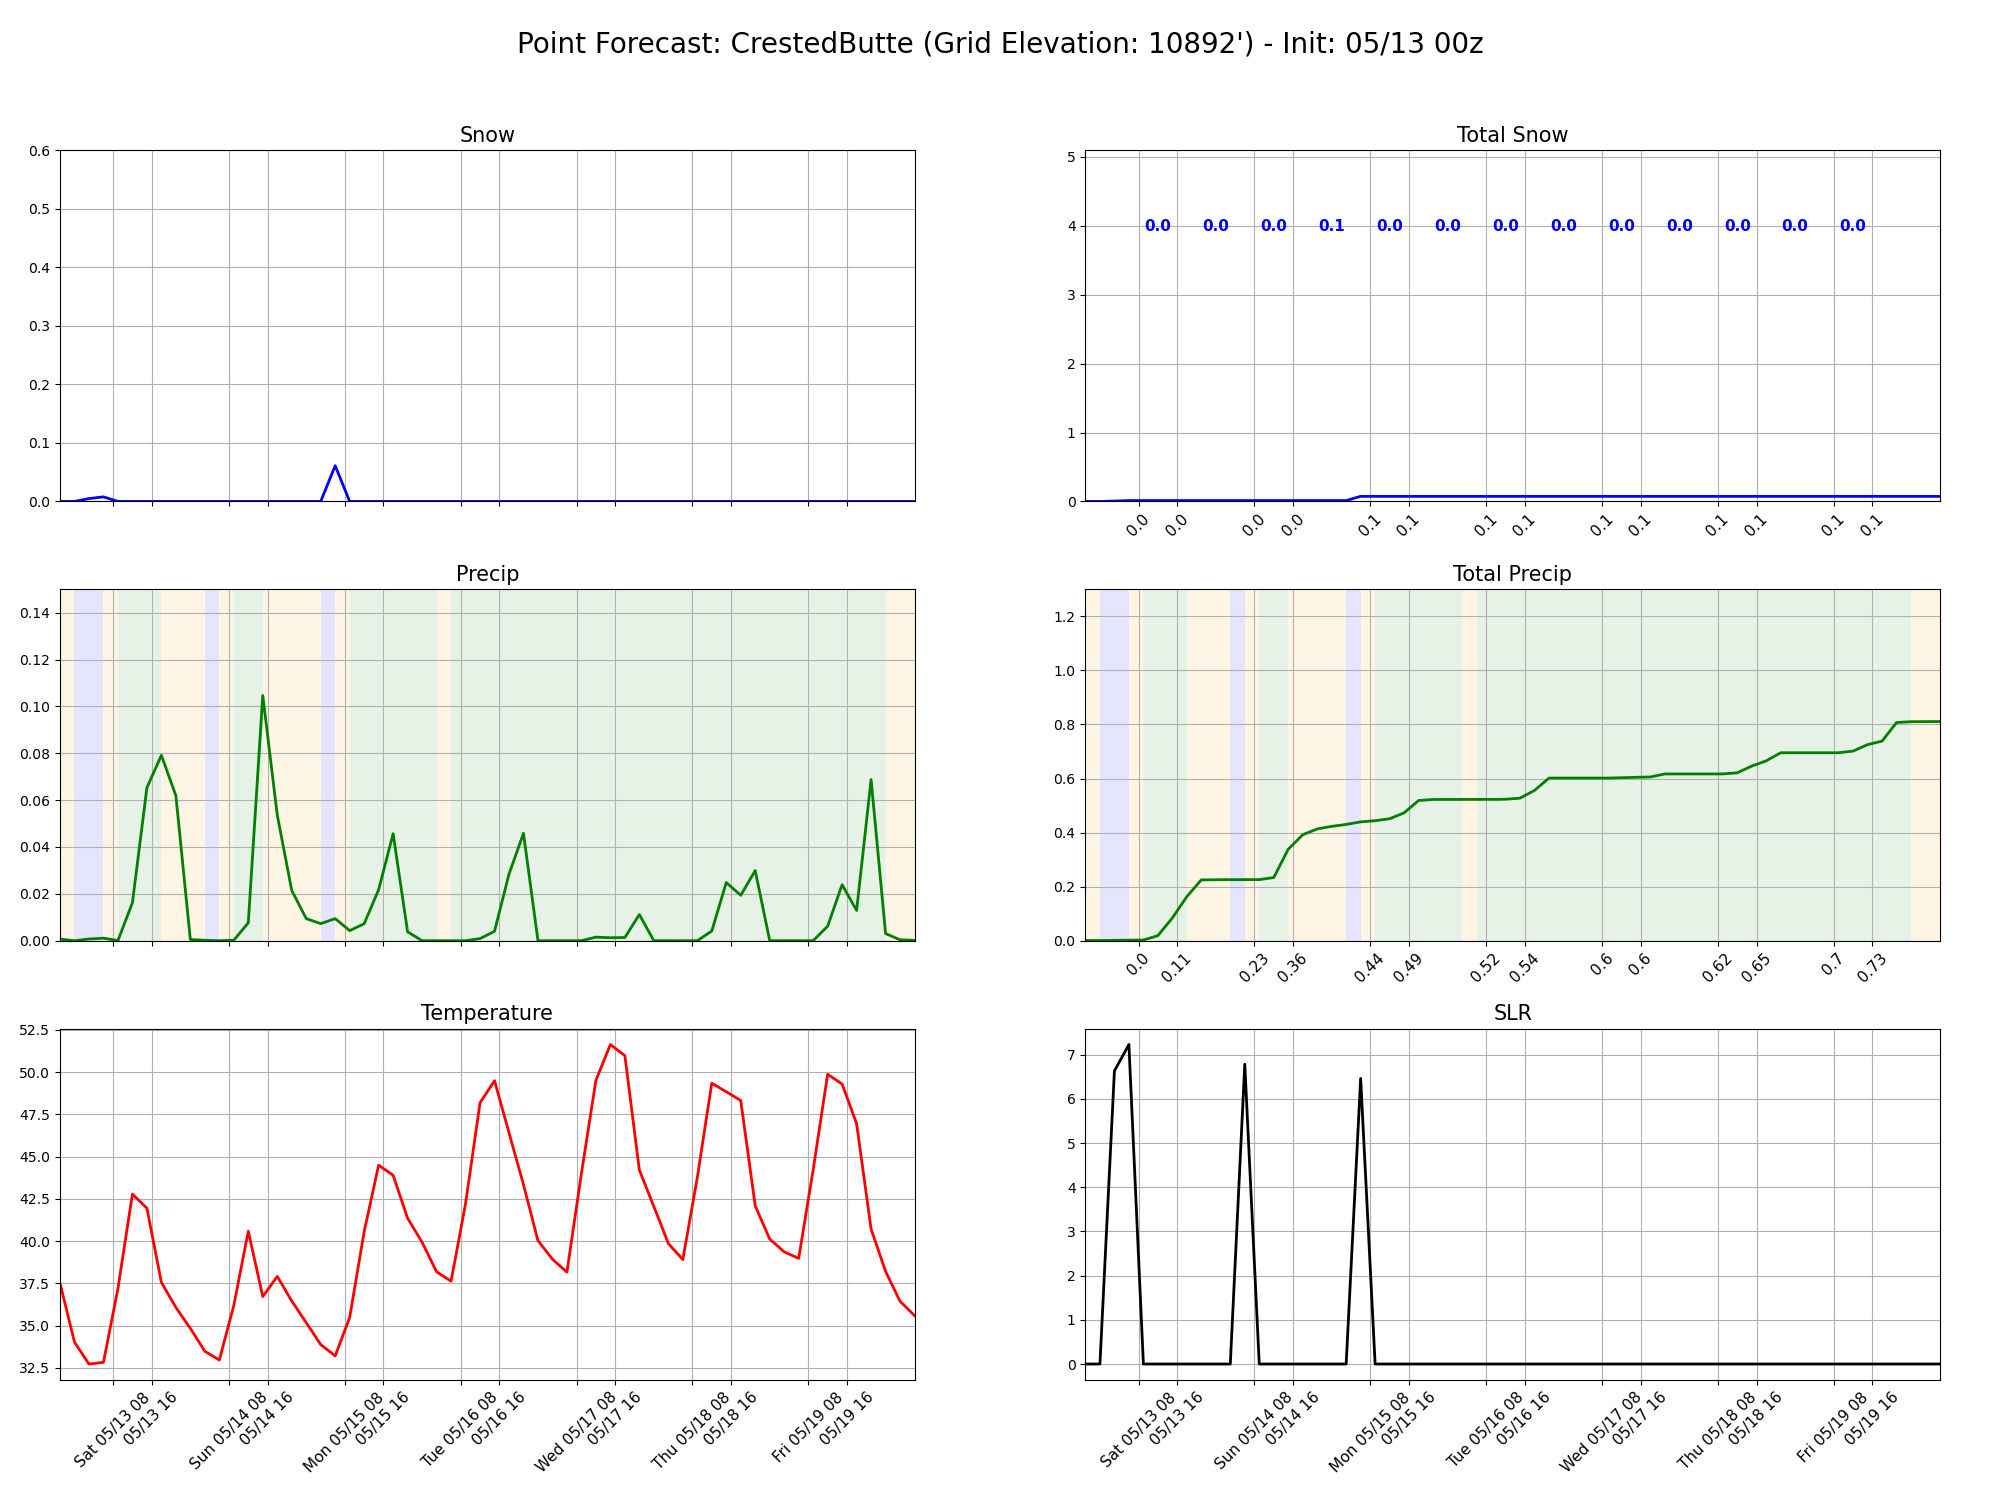 Point Forecast: CrestedButte (Grid Elevation: 10892') - Init: 05/13 00z
Snow
0.6
0.5
0.4
0.3
0.2
0.1
0.0
Total Snow
5
4
3
2
1
0
0.0 0.0 0.0 0.1 0.0 0.0 0.0 0.0 0.0 0.0 0.0 0.0 0.0
0.0 0.0 0.0 0.0 0.1 0.1 0.1 0.1 0.1 0.1 0.1 0.1 0.1 0.1
Precip
0.14
0.12
0.10
0.08
0.06
0.04
0.02
0.00
Total Precip
1.2
1.0
0.8
0.6
0.4
0.2
0.0
0.0 0.11 0.23 0.36 0.44 0.49 0.52 0.54 0.6 0.6 0.62 0.65 0.7 0.73
Temperature
52.5
50.0
47.5
45.0
42.5
40.0
37.5
35.0
32.5
Sat 05/13 08
05/13 16
Sun 05/14 08
05/14 16
Mon 05/15 08
05/15 16
Tue 05/16 08
05/16 16
Wed 05/17 08
05/17 16
Thu 05/18 08
05/18 16
Fri 05/19 08
05/19 16
SLR
7
6
5
4
3
2
1
0
Sat 05/13 08
05/13 16
Sun 05/14 08
05/14 16
Mon 05/15 08
05/15 16
Tue 05/16 08
05/16 16
Wed 05/17 08
05/17 16
Thu 05/18 08
05/18 16
Fri 05/19 08
05/19 16